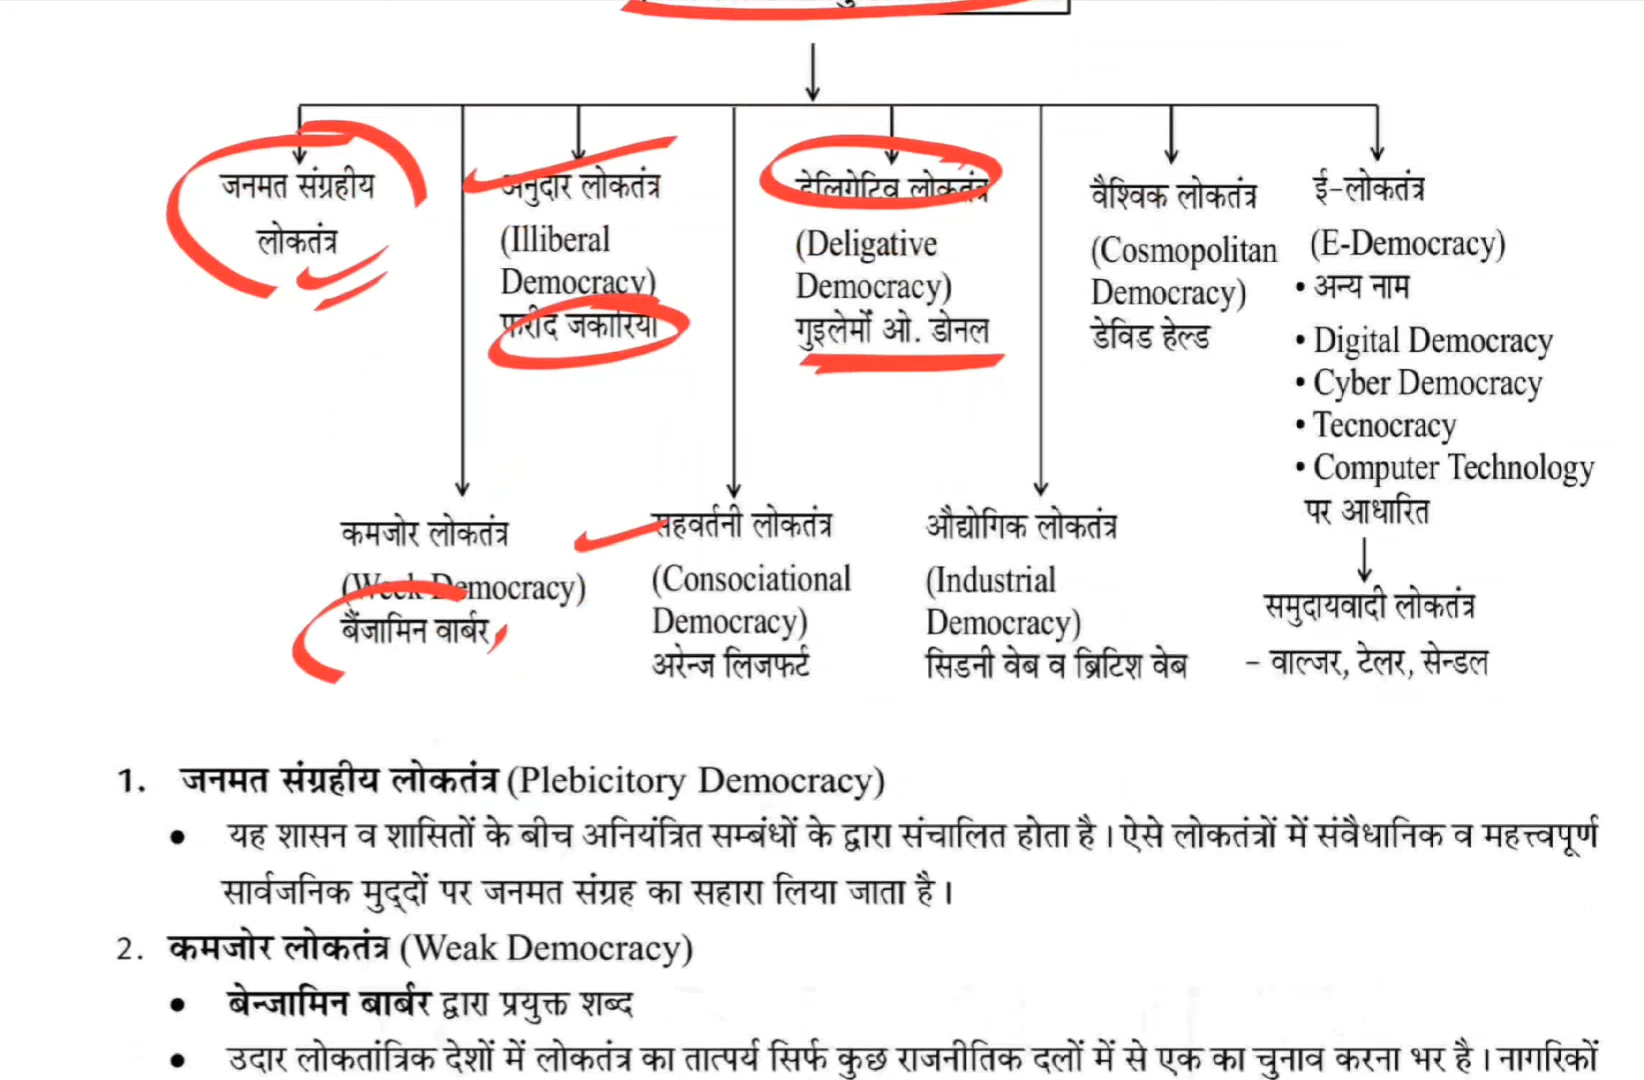 जनमत संग्रहीय
लोकतंत्र
अनुदार लोकतंत्र
(Illiberal
Democracy)
फरीद जकारिया
डेलिगेटिव लोकतंत्र
(Deligative
Democracy)
गुइलेर्मो ओ. डोनल
वैश्विक लोकतंत्र
(Cosmopolitan
Democracy)
डेविड हेल्ड
ई-लोकतंत्र
(E-Democracy)
• अन्य नाम
• Digital Democracy
• Cyber Democracy
• Tecnocracy
• Computer Technology
पर आधारित
समुदायवादी लोकतंत्र
- वाल्जर, टेलर, सेन्डल
कमजोर लोकतंत्र
(Week Democracy)
बैंजामिन वार्बर
सहवर्तनी लोकतंत्र
(Consociational
Democracy)
अरेन्ज लिजफर्ट
औद्योगिक लोकतंत्र
(Industrial
Democracy)
सिडनी वेब व ब्रिटिश वेब
1. जनमत संग्रहीय लोकतंत्र (Plebicitory Democracy)
• यह शासन व शासितों के बीच अनियंत्रित सम्बंधों के द्वारा संचालित होता है। ऐसे लोकतंत्रों में संवैधानिक व महत्त्वपूर्ण
सार्वजनिक मुद्दों पर जनमत संग्रह का सहारा लिया जाता है।
2. कमजोर लोकतंत्र (Weak Democracy)
• बेन्जामिन बार्बर द्वारा प्रयुक्त शब्द
• उदार लोकतांत्रिक देशों में लोकतंत्र का तात्पर्य सिर्फ कुछ राजनीतिक दलों में से एक का चुनाव करना भर है। नागरिकों